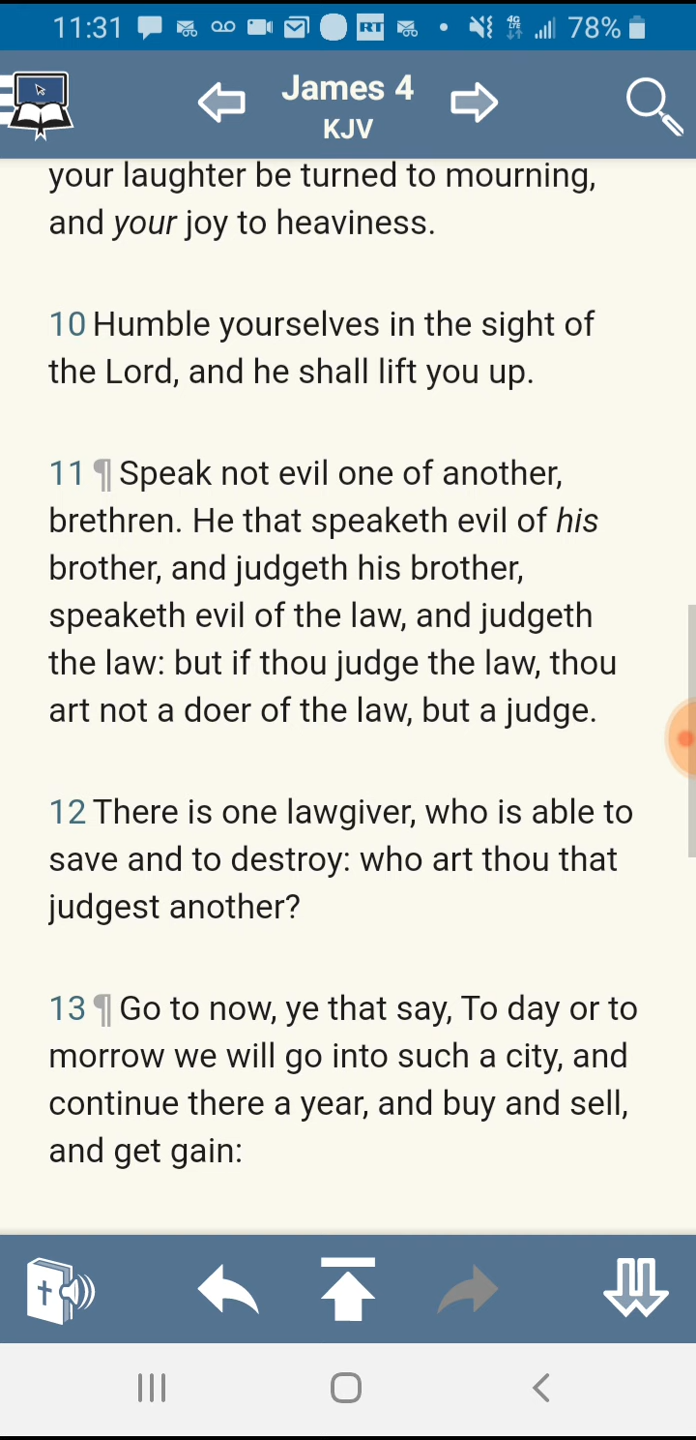 11:31 RT 4G LTE 78%
James 4
KJV
your laughter be turned to mourning,
and your joy to heaviness.
10 Humble yourselves in the sight of
the Lord, and he shall lift you up.
11 ¶ Speak not evil one of another,
brethren. He that speaketh evil of his
brother, and judgeth his brother,
speaketh evil of the law, and judgeth
the law: but if thou judge the law, thou
art not a doer of the law, but a judge.
12 There is one lawgiver, who is able to
save and to destroy: who art thou that
judgest another?
13 ¶ Go to now, ye that say, To day or to
morrow we will go into such a city, and
continue there a year, and buy and sell,
and get gain: